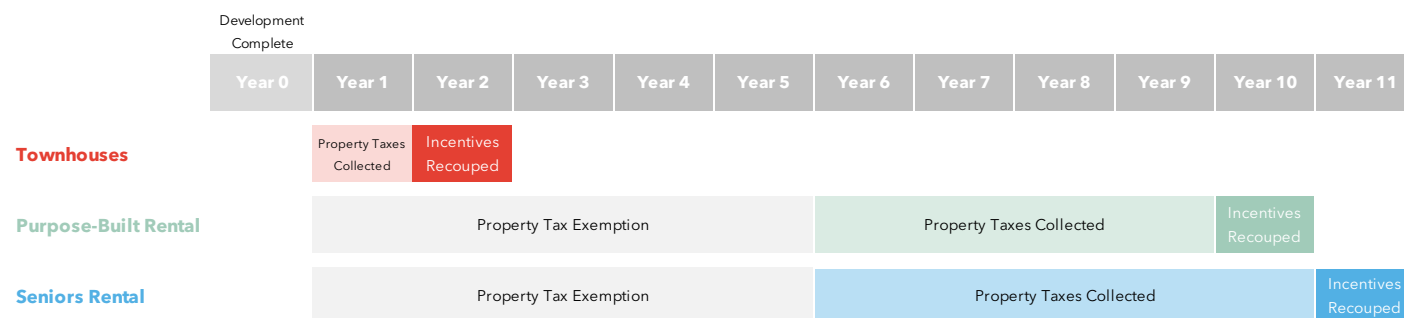 Development
Complete
Year 0 Year 1 Year 2 Year 3 Year 4 Year 5 Year 6 Year 7 Year 8 Year 9 Year 10 Year 11
Townhouses
Property Taxes
Collected
Incentives
Recouped
Purpose-Built Rental
Property Tax Exemption
Property Taxes Collected
Incentives
Recouped
Seniors Rental
Property Tax Exemption
Property Taxes Collected
Incentives
Recouped